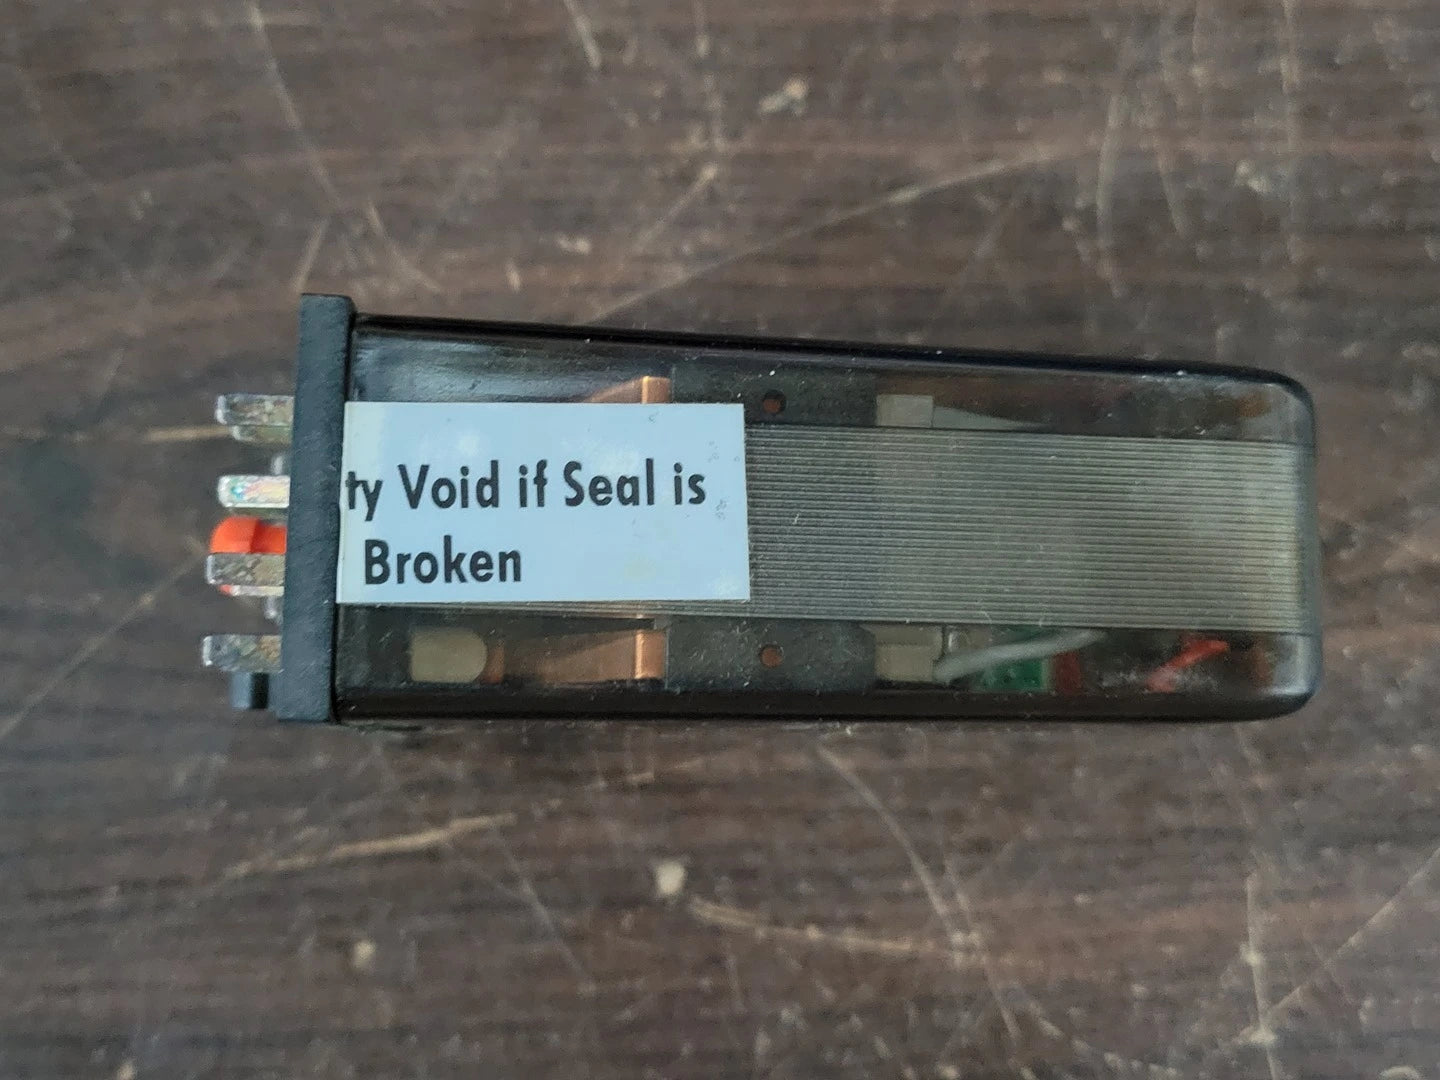 ty Void if Seal is
Broken